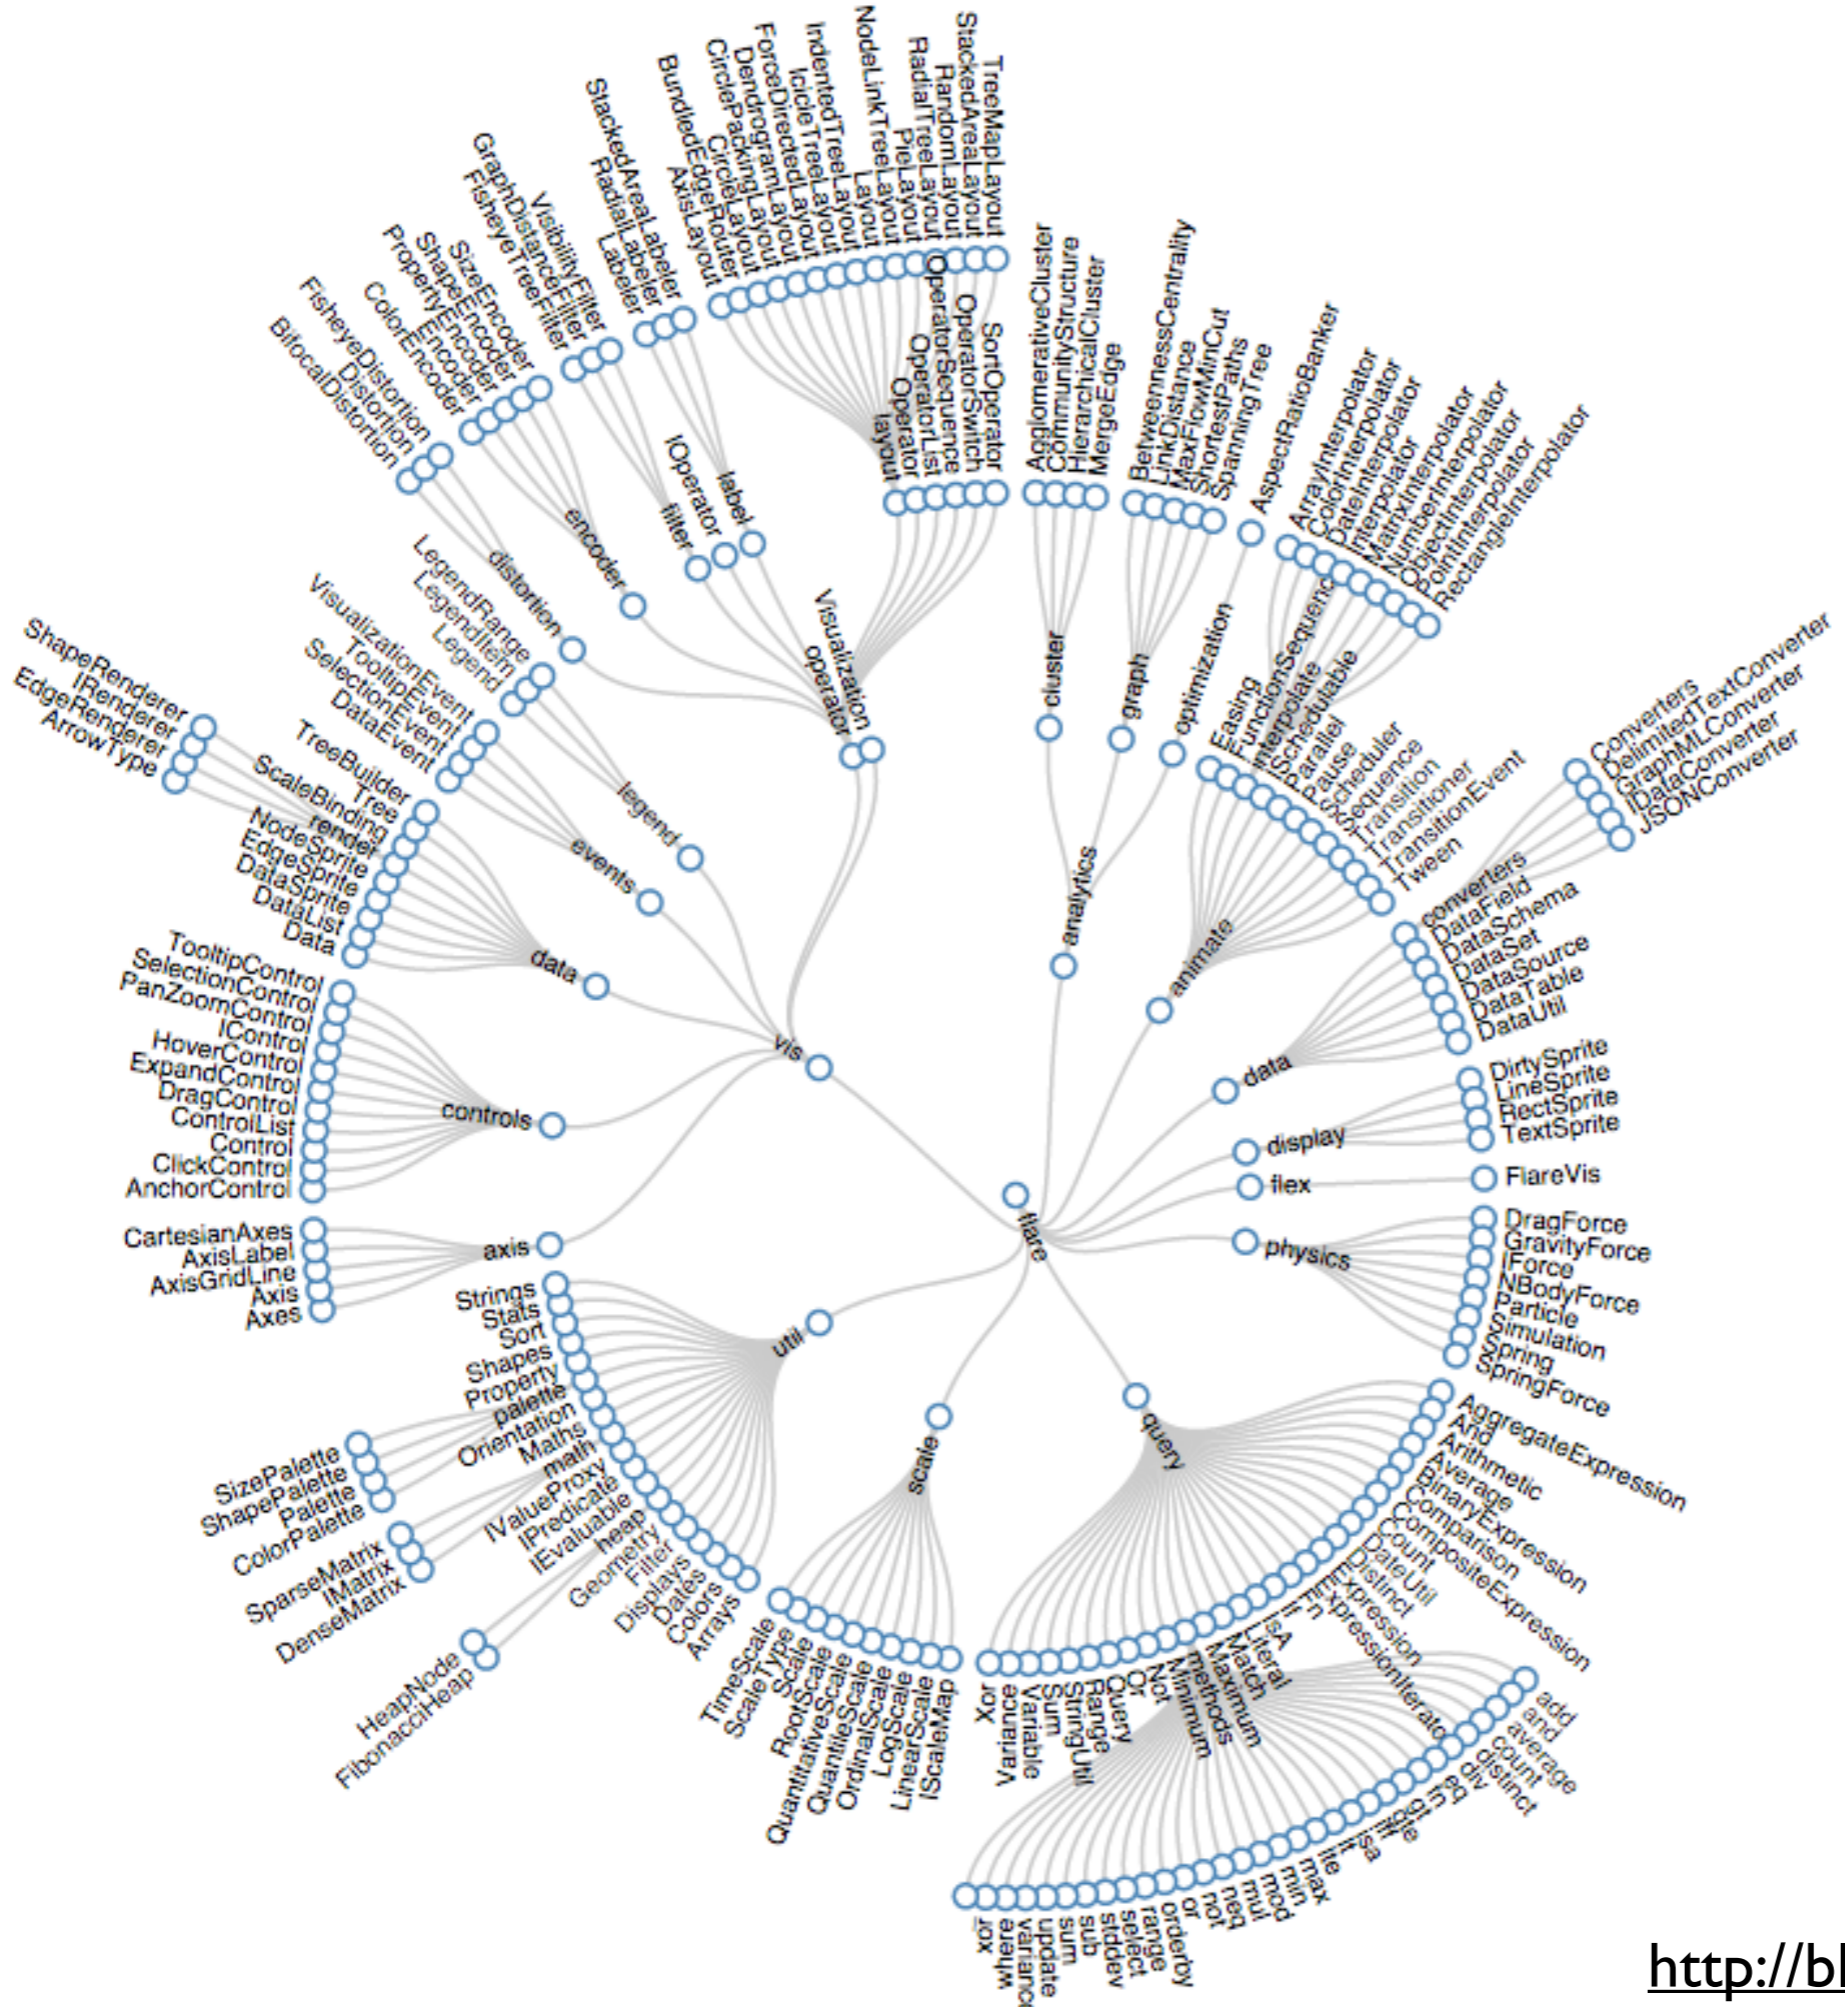 flare
analytics
cluster
AgglomerativeCluster
CommunityStructure
HierarchicalCluster
MergeEdge
graph
BetweennessCentrality
LinkDistance
MaxFlowMinCut
ShortestPaths
SpanningTree
optimization
AspectRatioBanker
animate
Easing
FunctionSequenc
interpolate
ArrayInterpolator
ColorInterpolator
DateInterpolator
Interpolator
MatrixInterpolator
NumberInterpolator
ObjectInterpolator
PointInterpolator
RectangleInterpolator
ISchedulable
Parallel
Pause
Scheduler
Sequence
Transition
Transitioner
TransitionEvent
Tween
data
converters
Converters
DelimitedTextConverter
GraphMLConverter
IDataConverter
JSONConverter
DataField
DataSchema
DataSet
DataSource
DataTable
DataUtil
display
DirtySprite
LineSprite
RectSprite
TextSprite
flex
FlareVis
physics
DragForce
GravityForce
IForce
NBodyForce
Particle
Simulation
Spring
SpringForce
query
AggregateExpression
And
Arithmetic
Average
BinaryExpression
Comparison
CompositeExpression
Count
DateUtil
Distinct
Expression
ExpressionIterato
Fn
If
IsA
Literal
Match
Maximum
methods
add
and
average
count
distinct
div
eq
fn
isa
lte
max
min
mod
mul
neq
not
or
orderby
range
select
stddev
sub
sum
update
varianc
where
xor
Minimum
Not
Or
Query
Range
StringUtil
Sum
Variable
Variance
Xor
scale
IScaleMap
LinearScale
LogScale
OrdinalScale
QuantileScale
QuantitativeScale
RootScale
Scale
ScaleType
TimeScale
util
Arrays
Colors
Dates
Displays
Filter
Geometry
heap
FibonacciHeap
HeapNode
IEvaluable
IPredicate
IValueProxy
math
DenseMatrix
IMatrix
SparseMatrix
Maths
Orientation
palette
ColorPalette
Palette
ShapePalette
SizePalette
Property
Shapes
Sort
Stats
Strings
vis
axis
Axes
Axis
AxisGridLine
AxisLabel
CartesianAxes
controls
AnchorControl
ClickControl
Control
ControlList
DragControl
ExpandControl
HoverControl
IControl
PanZoomControl
SelectionControl
TooltipControl
data
Data
DataList
DataSprite
EdgeSprite
NodeSprite
render
ArrowType
EdgeRenderer
IRenderer
ShapeRenderer
ScaleBinding
Tree
TreeBuilder
events
DataEvent
SelectionEvent
TooltipEvent
VisualizationEvent
legend
Legend
LegendItem
LegendRange
operator
distortion
BifocalDistortion
Distortion
FisheyeDistortion
encoder
ColorEncoder
Encoder
PropertyEncoder
ShapeEncoder
SizeEncoder
filter
FisheyeTreeFilter
GraphDistanceFilter
VisibilityFilter
IOperator
label
Labeler
RadialLabeler
StackedAreaLabeler
layout
AxisLayout
BundledEdgeRouter
CircleLayout
CirclePackingLayout
DendrogramLayout
ForceDirectedLayout
IcicleTreeLayout
IndentedTreeLayout
Layout
NodeLinkTreeLayout
PieLayout
RadialTreeLayout
RandomLayout
StackedAreaLayout
TreeMapLayout
Operator
OperatorList
OperatorSequence
OperatorSwitch
SortOperator
Visualization
http://bl